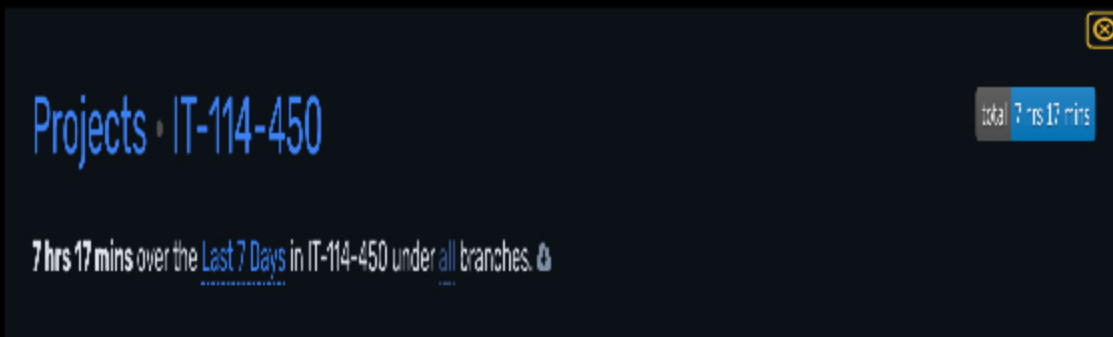 Projects • IT-114-450
total 7 hrs 17 mins
7 hrs 17 mins over the Last 7 Days in IT-114-450 under all branches.